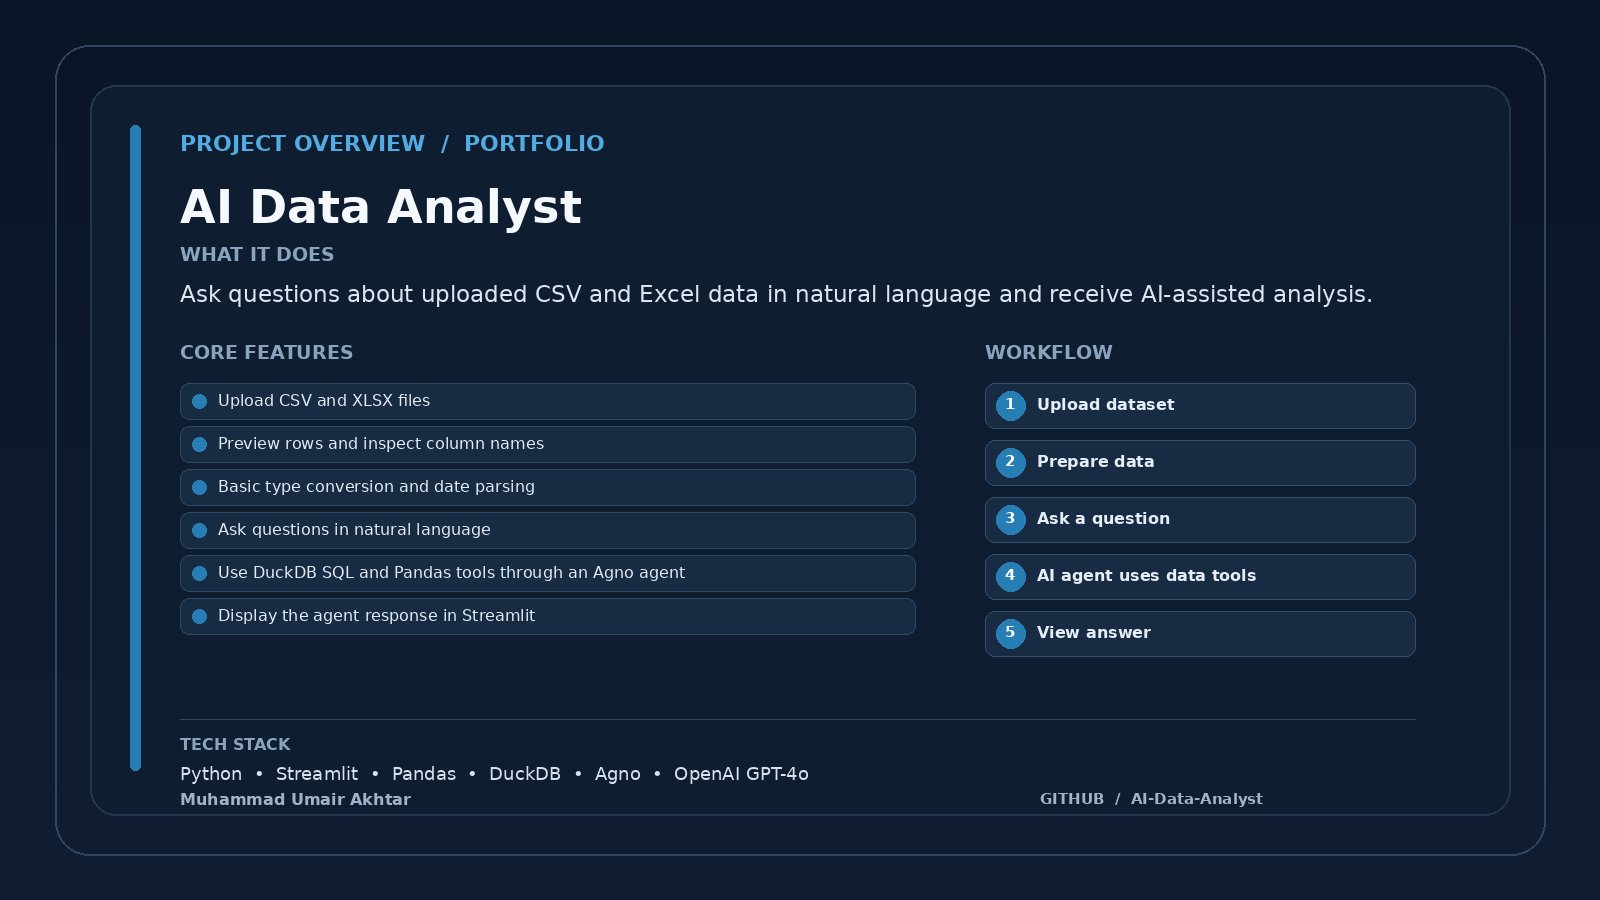 PROJECT OVERVIEW / PORTFOLIO
AI Data Analyst
WHAT IT DOES
Ask questions about uploaded CSV and Excel data in natural language and receive AI-assisted analysis.
CORE FEATURES
Upload CSV and XLSX files
Preview rows and inspect column names
Basic type conversion and date parsing
Ask questions in natural language
Use DuckDB SQL and Pandas tools through an Agno agent
Display the agent response in Streamlit
WORKFLOW
1 Upload dataset
2 Prepare data
3 Ask a question
4 AI agent uses data tools
5 View answer
TECH STACK
Python • Streamlit • Pandas • DuckDB • Agno • OpenAI GPT-4o
Muhammad Umair Akhtar
GITHUB / AI-Data-Analyst